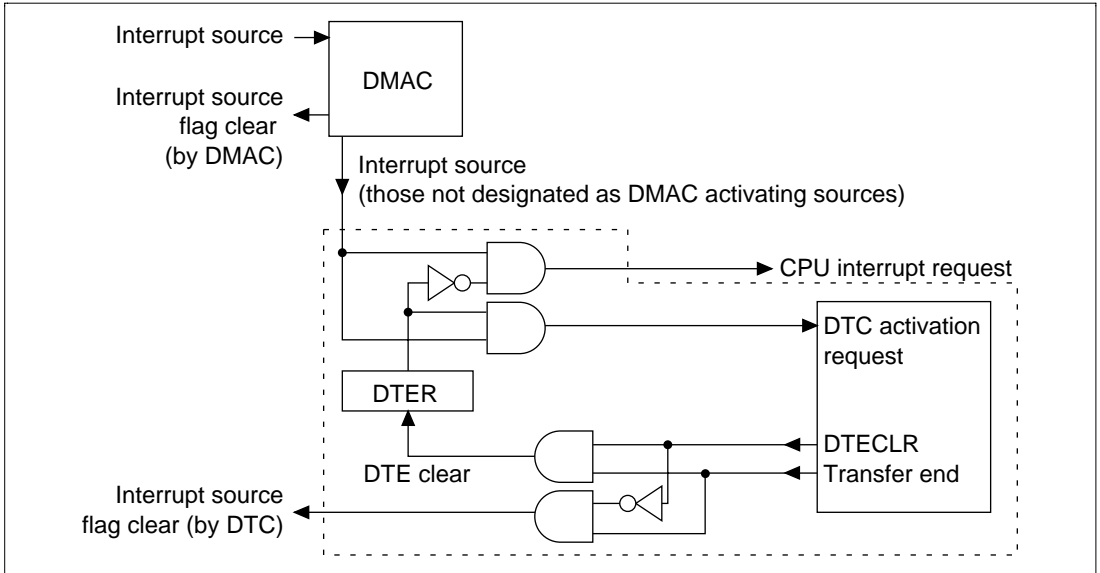 Interrupt source
DMAC
Interrupt source
flag clear
(by DMAC)
Interrupt source
(those not designated as DMAC activating sources)
CPU interrupt request
DTC activation
request
DTER
DTECLR
DTE clear
Transfer end
Interrupt source
flag clear (by DTC)